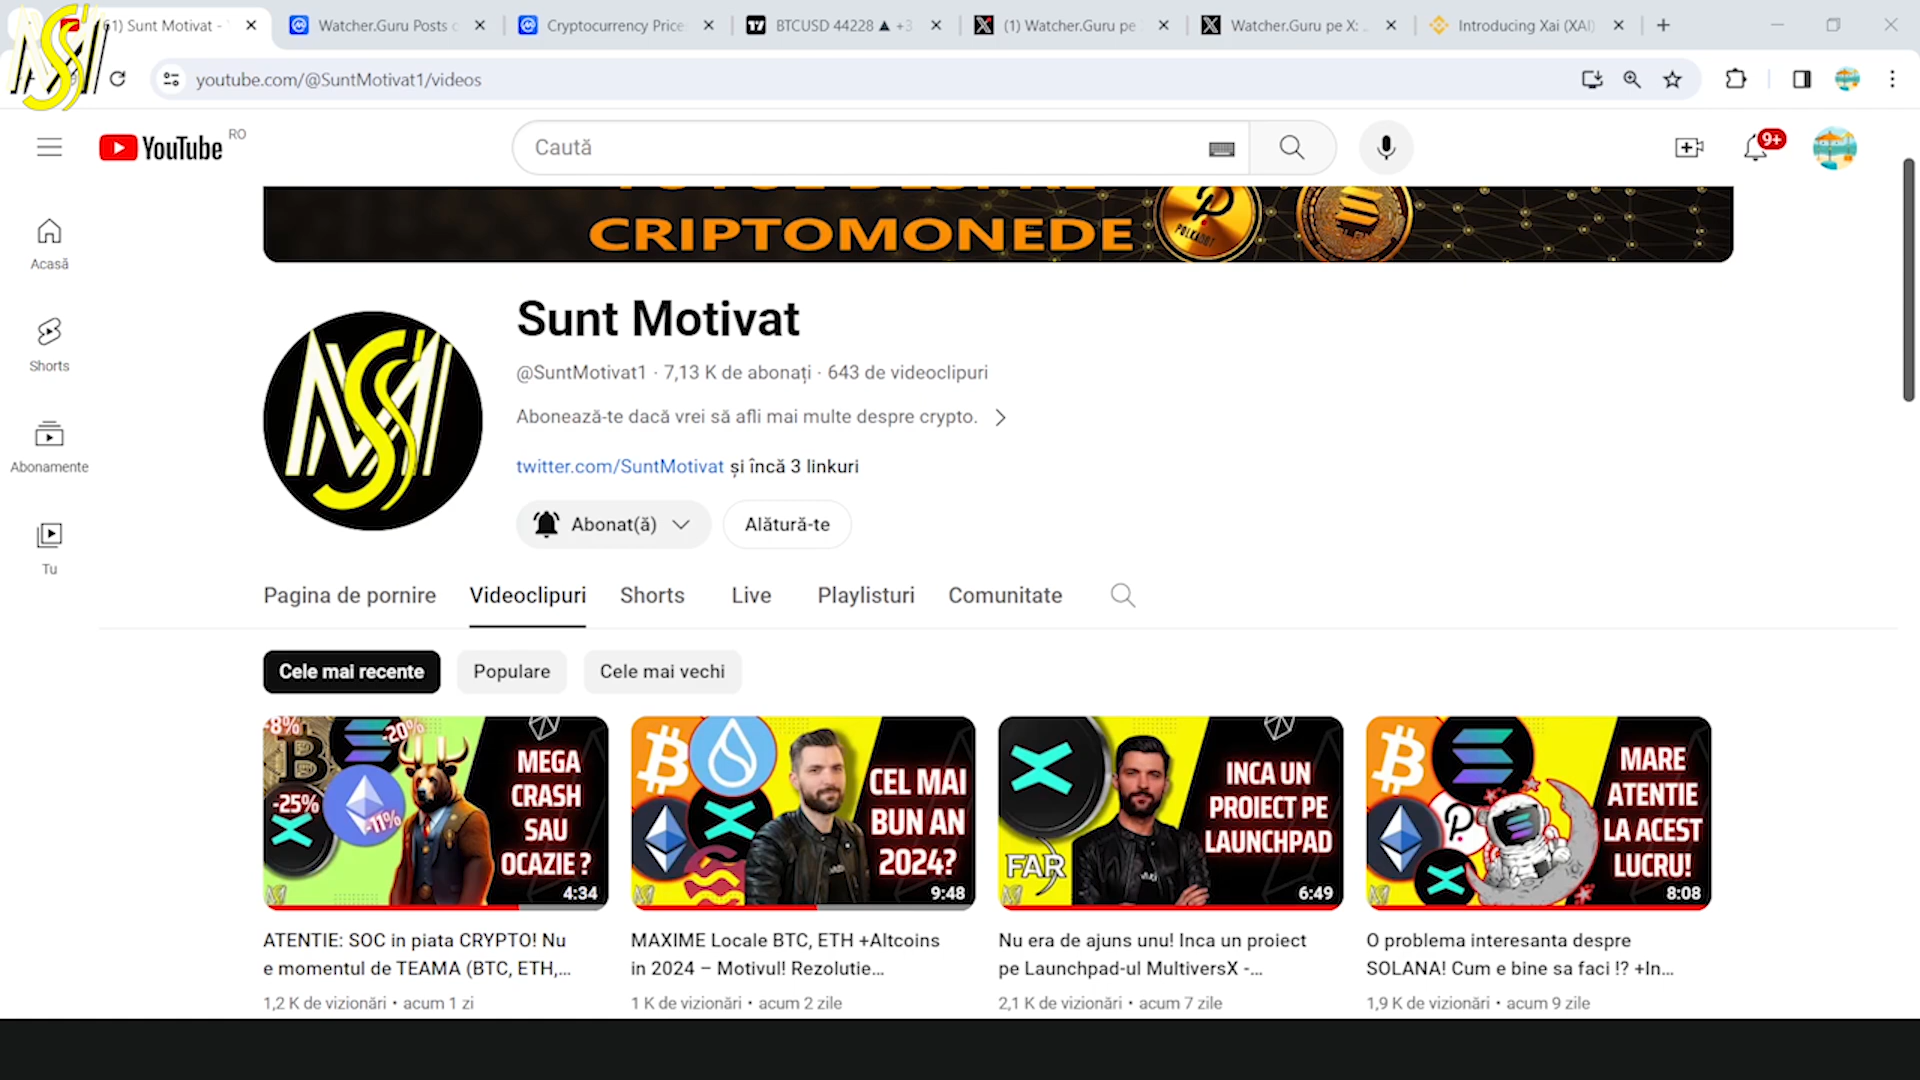 61) Sunt Motivat -
Watcher.Guru Posts
Cryptocurrency Price
BTCUSD 44228 ▲ +3
(1) Watcher.Guru pe
Watcher.Guru pe X:
Introducing Xai (XAI)
youtube.com/@SuntMotivat1/videos
YouTube RO
Caută
9+
CRIPTOMONEDE
POLKADOT
Acasă
Shorts
Abonamente
Tu
Sunt Motivat
@SuntMotivat1 · 7,13 K de abonați · 643 de videoclipuri
Abonează-te dacă vrei să afli mai multe despre crypto.
twitter.com/SuntMotivat și încă 3 linkuri
Abonat(ă)
Alătură-te
Pagina de pornire
Videoclipuri
Shorts
Live
Playlisturi
Comunitate
Cele mai recente
Populare
Cele mai vechi
-8%
-20%
-25%
-11%
MEGA
CRASH
SAU
OCAZIE ?
4:34
CEL MAI
BUN AN
2024?
9:48
INCA UN
PROIECT PE
LAUNCHPAD
FAR
6:49
MARE
ATENTIE
LA ACEST
LUCRU!
8:08
ATENTIE: SOC in piata CRYPTO! Nu
e momentul de TEAMA (BTC, ETH,...
1,2 K de vizionări • acum 1 zi
MAXIME Locale BTC, ETH +Altcoins
in 2024 – Motivul! Rezolutie...
1 K de vizionări • acum 2 zile
Nu era de ajuns unu! Inca un proiect
pe Launchpad-ul MultiversX -...
2,1 K de vizionări • acum 7 zile
O problema interesanta despre
SOLANA! Cum e bine sa faci !? +In...
1,9 K de vizionări • acum 9 zile